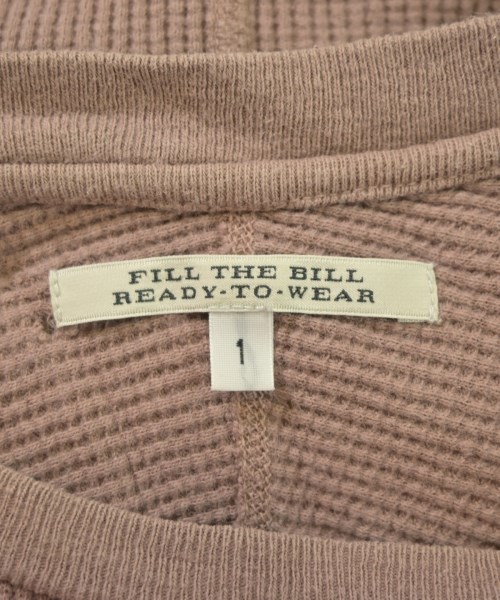 FILL THE BILL
READY-TO-WEAR
1